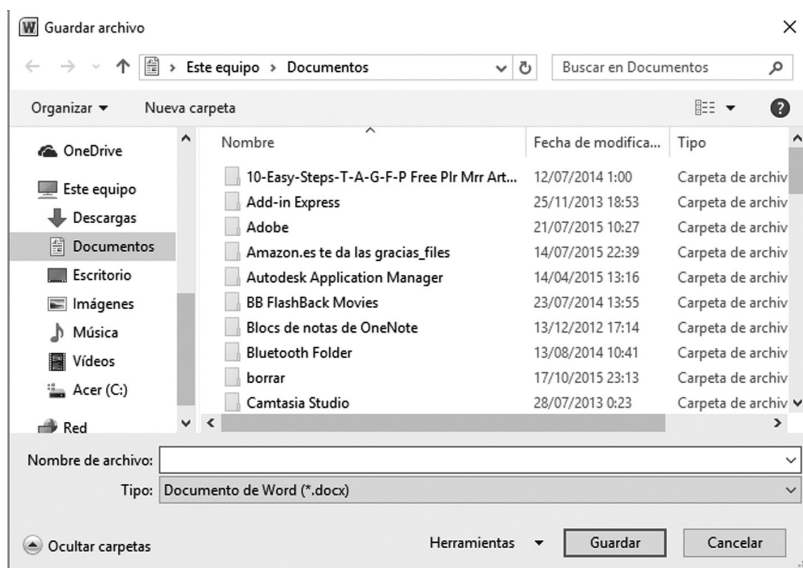 Guardar archivo
Este equipo > Documentos
Buscar en Documentos
Organizar
Nueva carpeta
OneDrive
Este equipo
Descargas
Documentos
Escritorio
Imágenes
Música
Vídeos
Acer (C:)
Red
Nombre Fecha de modifica... Tipo
10-Easy-Steps-T-A-G-F-P Free Plr Mrr Art... 12/07/2014 1:00 Carpeta de archiv
Add-in Express 25/11/2013 18:53 Carpeta de archiv
Adobe 21/07/2015 10:27 Carpeta de archiv
Amazon.es te da las gracias_files 14/07/2015 22:39 Carpeta de archiv
Autodesk Application Manager 14/04/2015 13:16 Carpeta de archiv
BB FlashBack Movies 23/07/2014 13:55 Carpeta de archiv
Blocs de notas de OneNote 13/12/2012 17:14 Carpeta de archiv
Bluetooth Folder 13/08/2014 10:41 Carpeta de archiv
borrar 17/10/2015 23:13 Carpeta de archiv
Camtasia Studio 28/07/2013 0:23 Carpeta de archiv
Nombre de archivo:
Tipo: Documento de Word (*.docx)
Ocultar carpetas
Herramientas
Guardar
Cancelar